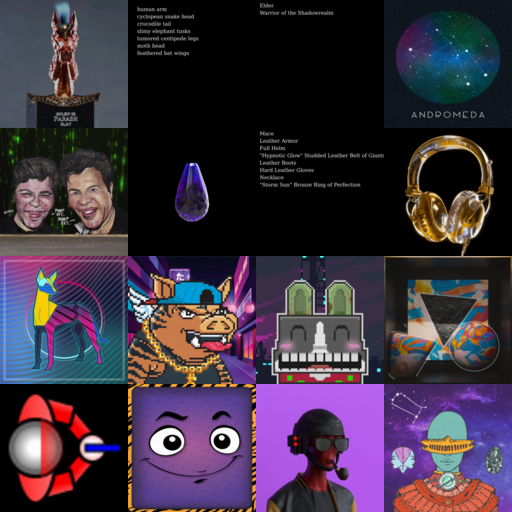 human arm
cyclopean snake head
crocodile tail
slimy elephant tusks
tumored centipede legs
moth head
feathered bat wings
Elder
Warrior of the Shadowrealm
ANDROMEDA
Mace
Leather Armor
Full Helm
"Hypnotic Glow" Studded Leather Belt of Giants
Leather Boots
Hard Leather Gloves
Necklace
"Storm Sun" Bronze Ring of Perfection
た